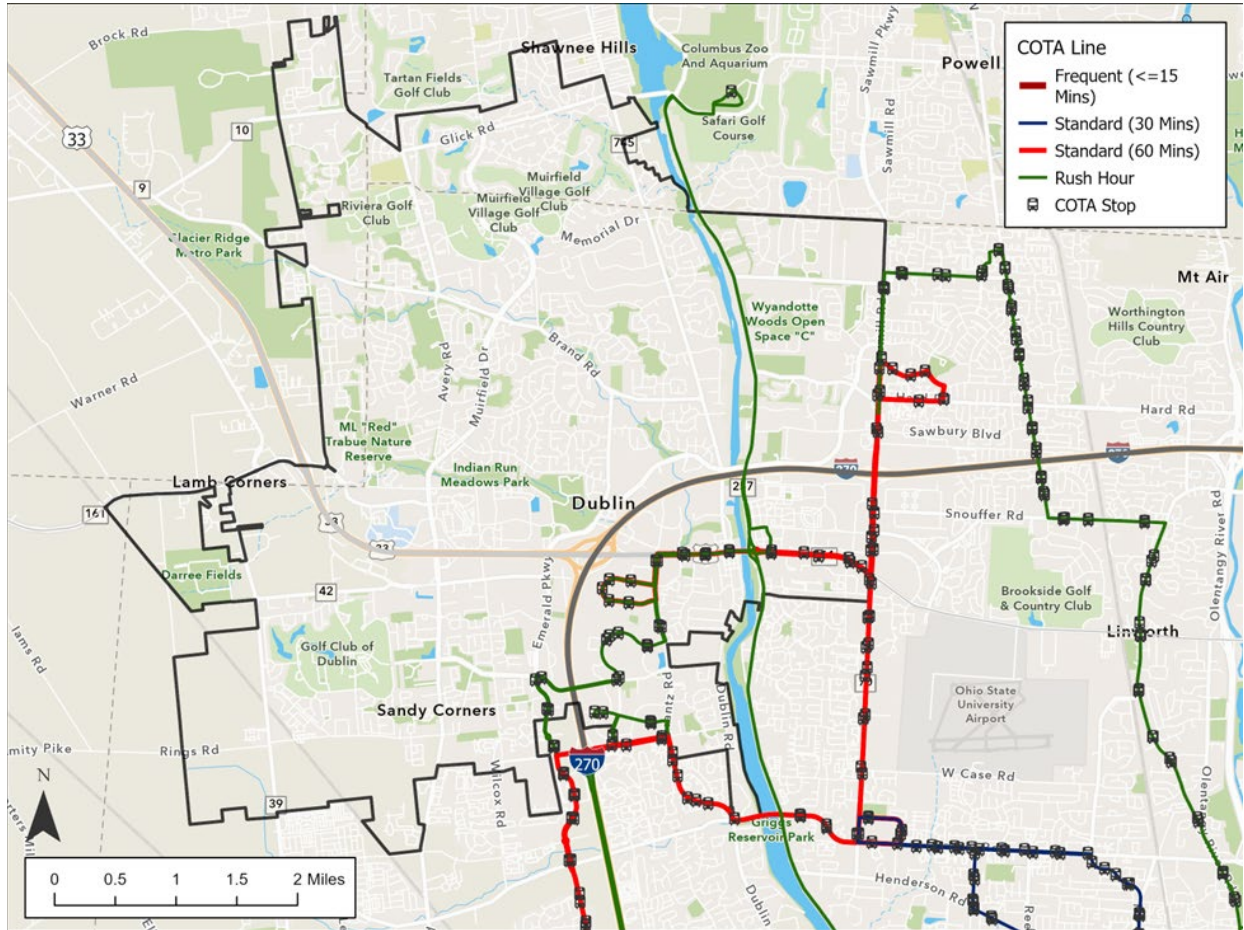 Brock Rd
Shawnee Hills
Columbus Zoo
And Aquarium
Sawmill Pkwy
Sawmill Rd
Powell
COTA Line
Frequent (<=15
Mins)
Standard (30 Mins)
Standard (60 Mins)
Rush Hour
COTA Stop
Tartan Fields
Golf Club
Safari Golf
Course
33
10
Glick Rd
745
9
Muirfield
Village Golf
Club
Muirfield
Village Golf
Club
Riviera Golf
Club
Memorial Dr
Glacier Ridge
Metro Park
Mt Air
Wyandotte
Woods Open
Space "C"
Worthington
Hills Country
Club
Brand Rd
Avery Rd
Muirfield Dr
Warner Rd
Hard Rd
Sawbury Blvd
ML "Red"
Trabue Nature
Reserve
Indian Run
Meadows Park
270
Lamb Corners
257
Dublin
161
Snouffer Rd
33
33
Olentangy River Rd
Darree Fields
42
Emerald Pkwy
Brookside Golf
& Country Club
Linworth
Iams Rd
Golf Club of
Dublin
Sandy Corners
Dublin Rd
Ohio State
University
Airport
Rings Rd
270
W Case Rd
Wilcox Rd
N
39
Griggs
Reservoir Park
Henderson Rd
Dublin
0 0.5 1 1.5 2 Miles